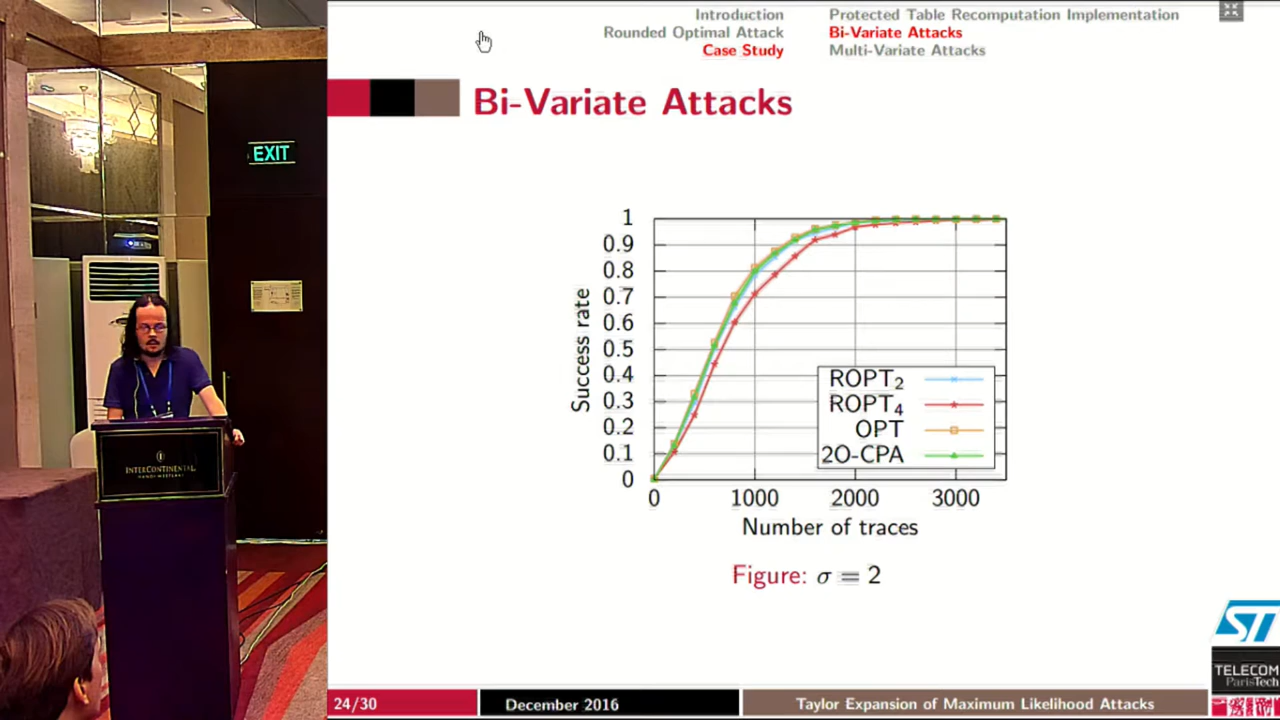 Introduction
Rounded Optimal Attack
Case Study
Protected Table Recomputation Implementation
Bi-Variate Attacks
Multi-Variate Attacks
Bi-Variate Attacks
EXIT
INTERCONTINENTAL
Success rate
1
0.9
0.8
0.7
0.6
0.5
0.4
0.3
0.2
0.1
0
ROPT₂
ROPT₄
OPT
2O-CPA
0 1000 2000 3000
Number of traces
Figure: σ = 2
ST
TELECOM
ParisTech
24/30
December 2016
Taylor Expansion of Maximum Likelihood Attacks